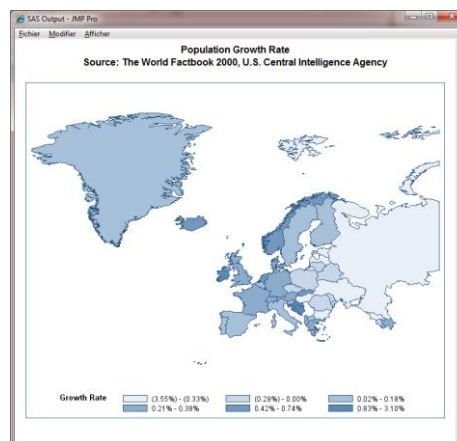 SAS Output - JMP Pro
Fichier Modifier Afficher
Population Growth Rate
Source: The World Factbook 2000, U.S. Central Intelligence Agency
Growth Rate (3.55%) - (0.33%) (0.29%) - 0.00% 0.02% - 0.18%
0.21% - 0.38% 0.42% - 0.74% 0.83% - 3.10%